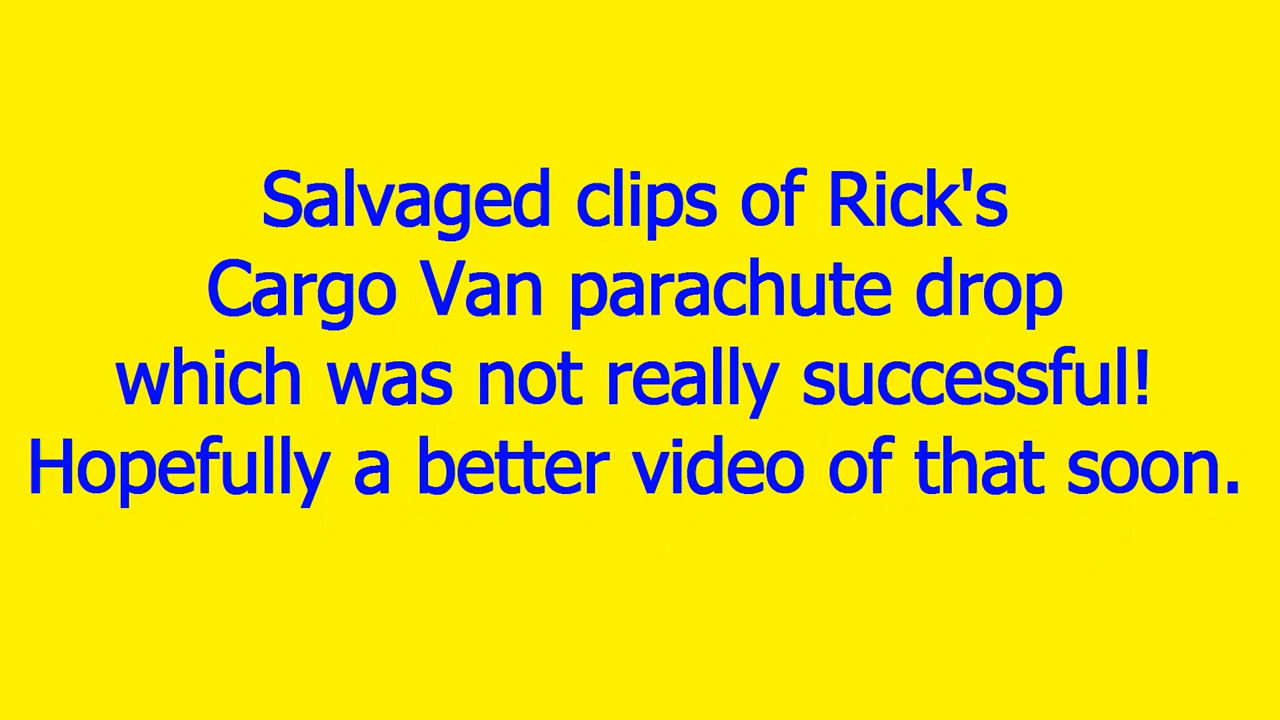 Salvaged clips of Rick's
Cargo Van parachute drop
which was not really successful!
Hopefully a better video of that soon.